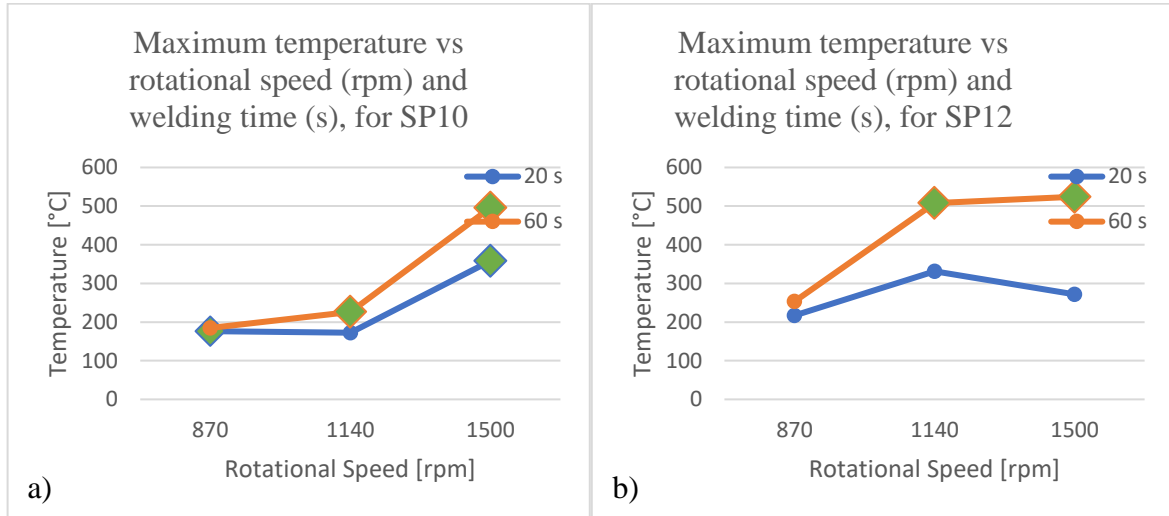 Maximum temperature vs
rotational speed (rpm) and
welding time (s), for SP10
600
500
400
300
200
100
0
Temperature [°C]
20 s
60 s
870
1140
1500
Rotational Speed [rpm]
a)
Maximum temperature vs
rotational speed (rpm) and
welding time (s), for SP12
600
500
400
300
200
100
0
Temperature [°C]
20 s
60 s
870
1140
1500
Rotational Speed [rpm]
b)